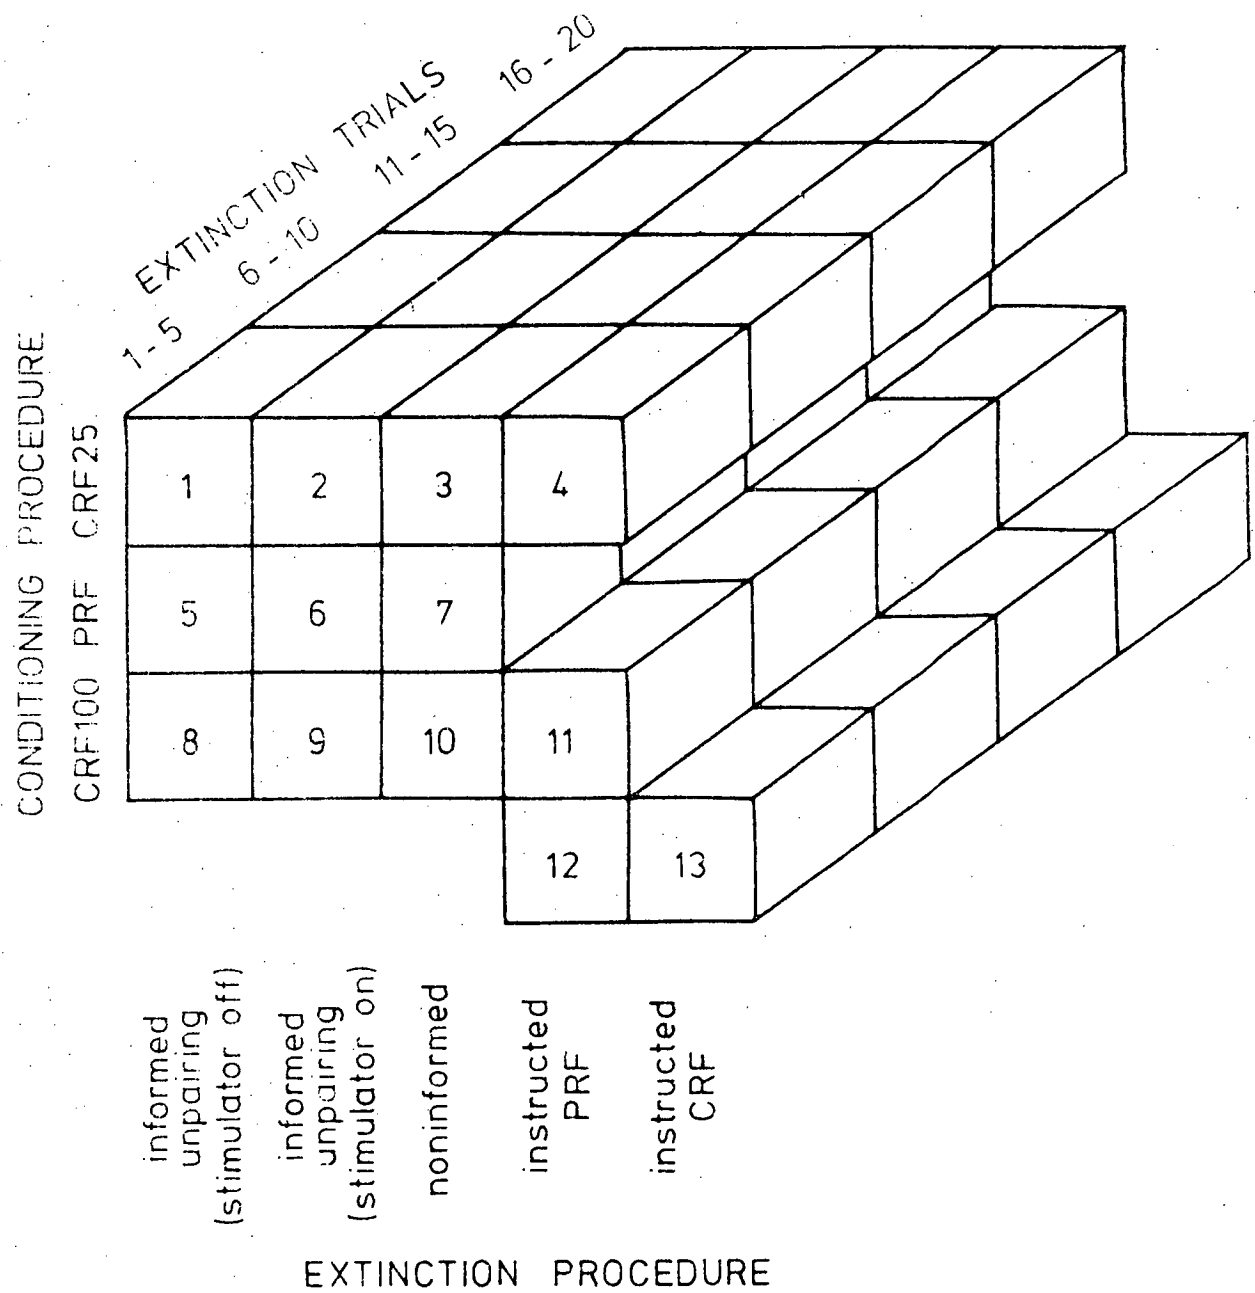 EXTINCTION TRIALS
1 - 5
6 - 10
11 - 15
16 - 20
CONDITIONING PROCEDURE
CRF100 PRF CRF25
1 2 3 4
5 6 7
8 9 10 11
12 13
informed
unpairing
(stimulator off)
informed
unpairing
(stimulator on)
noninformed
instructed
PRF
instructed
CRF
EXTINCTION PROCEDURE